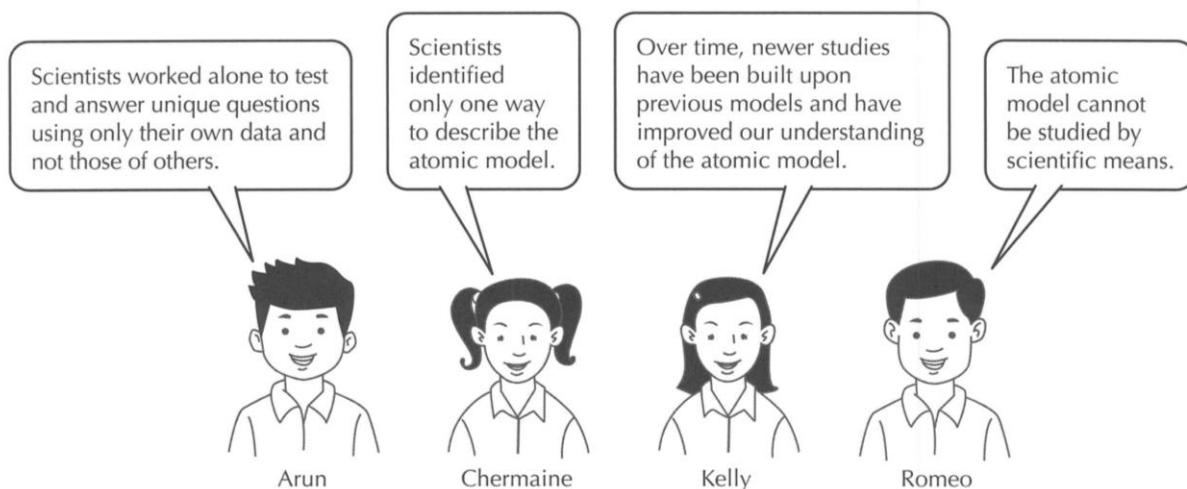 Scientists worked alone to test
and answer unique questions
using only their own data and
not those of others.
Scientists
identified
only one way
to describe the
atomic model.
Over time, newer studies
have been built upon
previous models and have
improved our understanding
of the atomic model.
The atomic
model cannot
be studied by
scientific means.
Arun
Chermaine
Kelly
Romeo